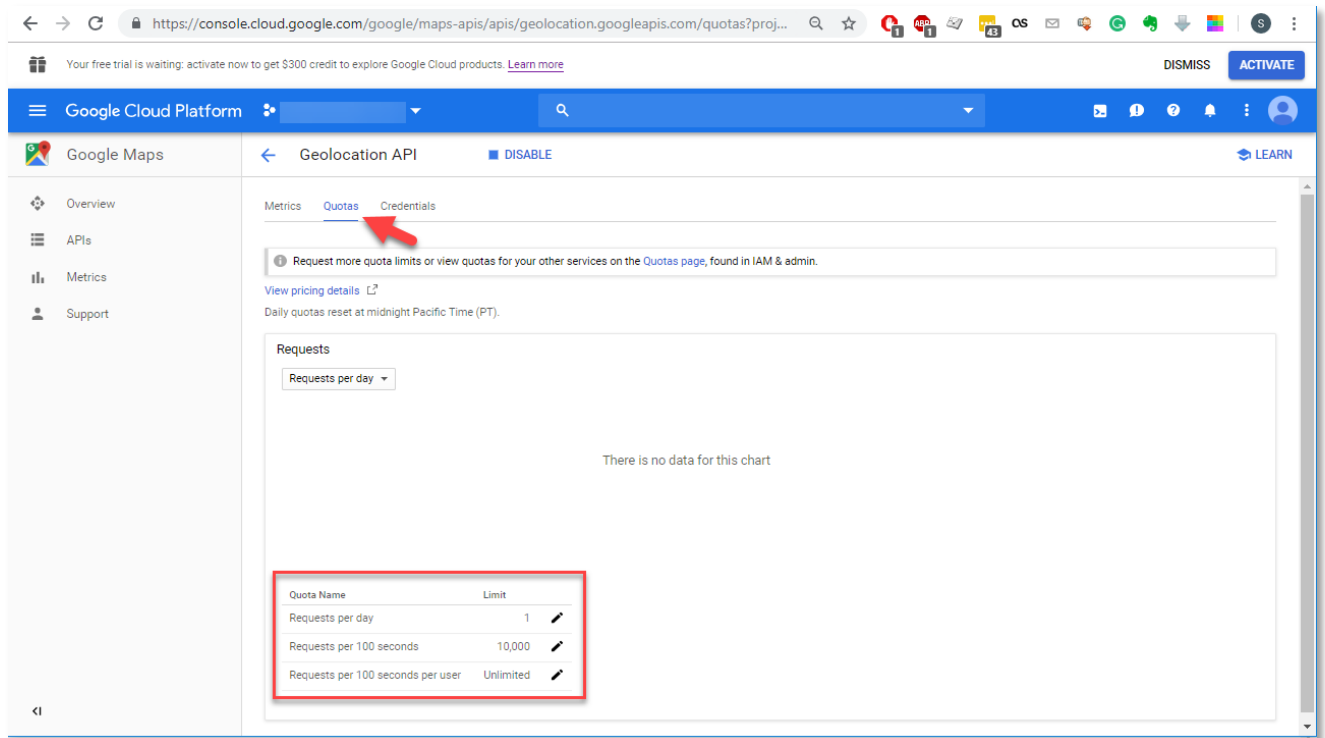 https://console.cloud.google.com/google/maps-apis/apis/geolocation.googleapis.com/quotas?proj...
1
ABP
1
43
OS
S
Your free trial is waiting: activate now to get $300 credit to explore Google Cloud products. Learn more
DISMISS
ACTIVATE
Google Cloud Platform
Google Maps
Geolocation API
DISABLE
LEARN
Overview
APIs
Metrics
Support
Metrics Quotas Credentials
Request more quota limits or view quotas for your other services on the Quotas page, found in IAM & admin.
View pricing details
Daily quotas reset at midnight Pacific Time (PT).
Requests
Requests per day
There is no data for this chart
Quota Name Limit
Requests per day 1
Requests per 100 seconds 10,000
Requests per 100 seconds per user Unlimited